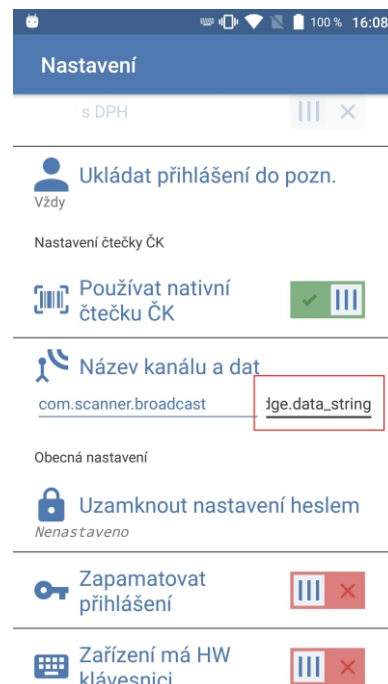 100 % 16:08
Nastavení
s DPH
Ukládat přihlášení do pozn.
Vždy
Nastavení čtečky ČK
Používat nativní
čtečku ČK
Název kanálu a dat
com.scanner.broadcast dge.data_string
Obecná nastavení
Uzamknout nastavení heslem
Nenastaveno
Zapamatovat
přihlášení
Zařízení má HW
klávesnici